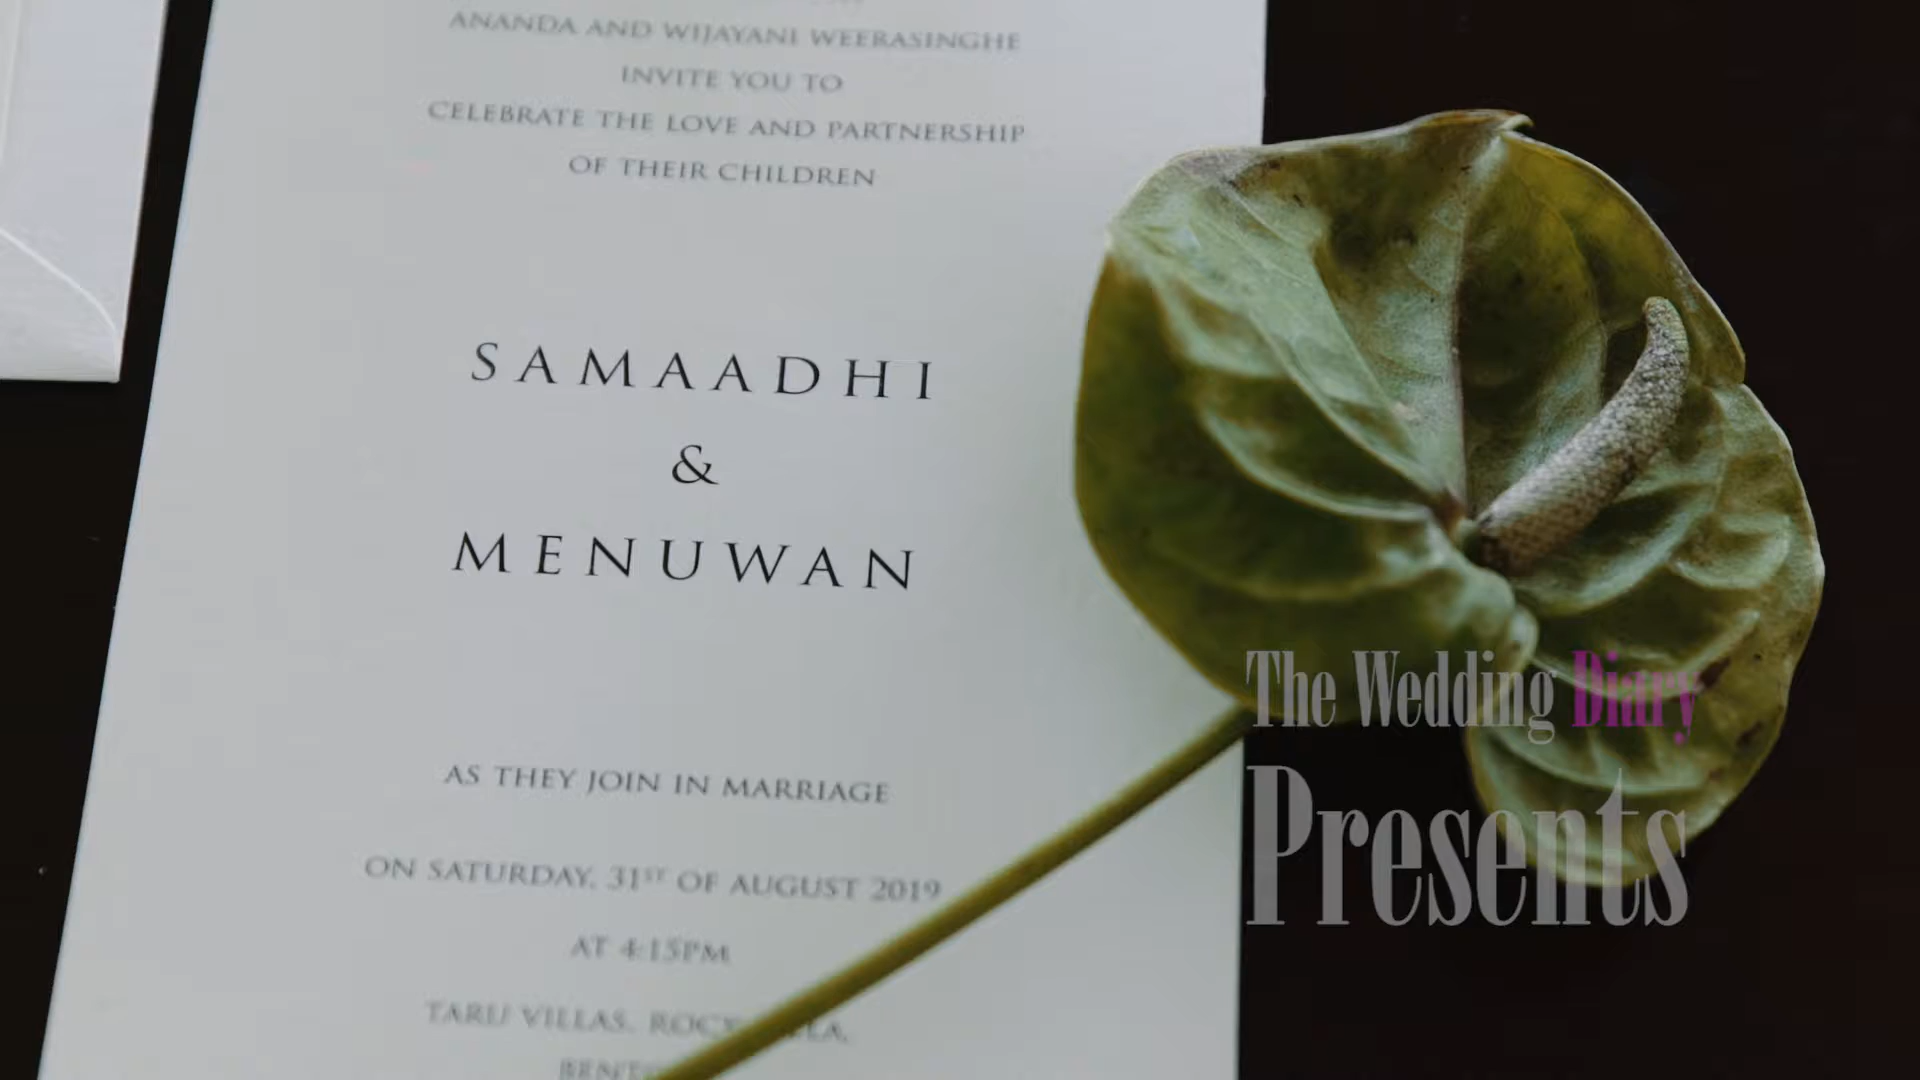 ANANDA AND WIJAYANI WEERASINGHE
INVITE YOU TO
CELEBRATE THE LOVE AND PARTNERSHIP
OF THEIR CHILDREN
SAMAADHI
&
MENUWAN
AS THEY JOIN IN MARRIAGE
ON SATURDAY, 31ST OF AUGUST 2019
AT 4:15PM
TARU VILLAS,
The Wedding Diary
Presents